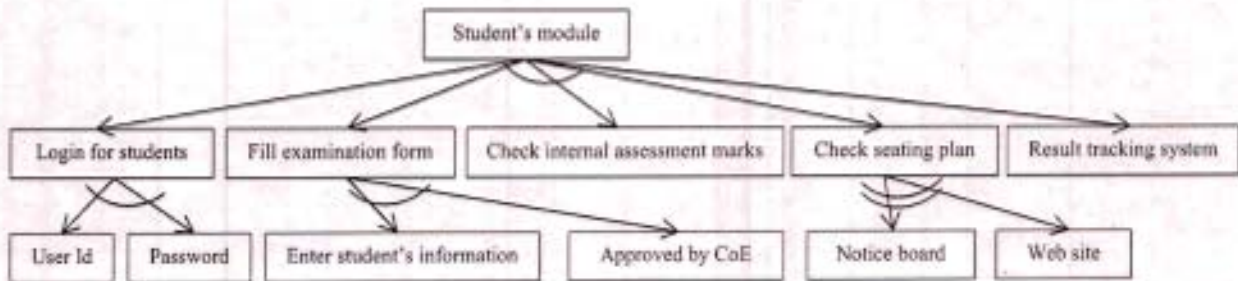 Student's module
Login for students
Fill examination form
Check internal assessment marks
Check seating plan
Result tracking system
User Id
Password
Enter student's information
Approved by CoE
Notice board
Web site